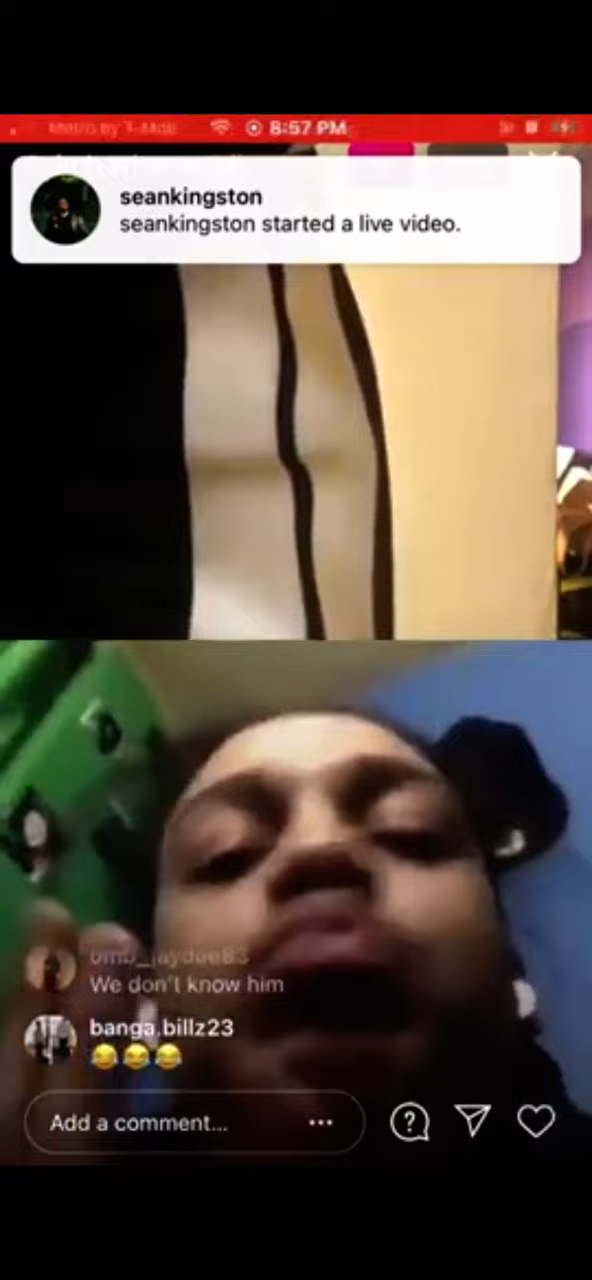 8:57 PM
seankingston
seankingston started a live video.
We don't know him
banga.billz23
😂😂😂
Add a comment...